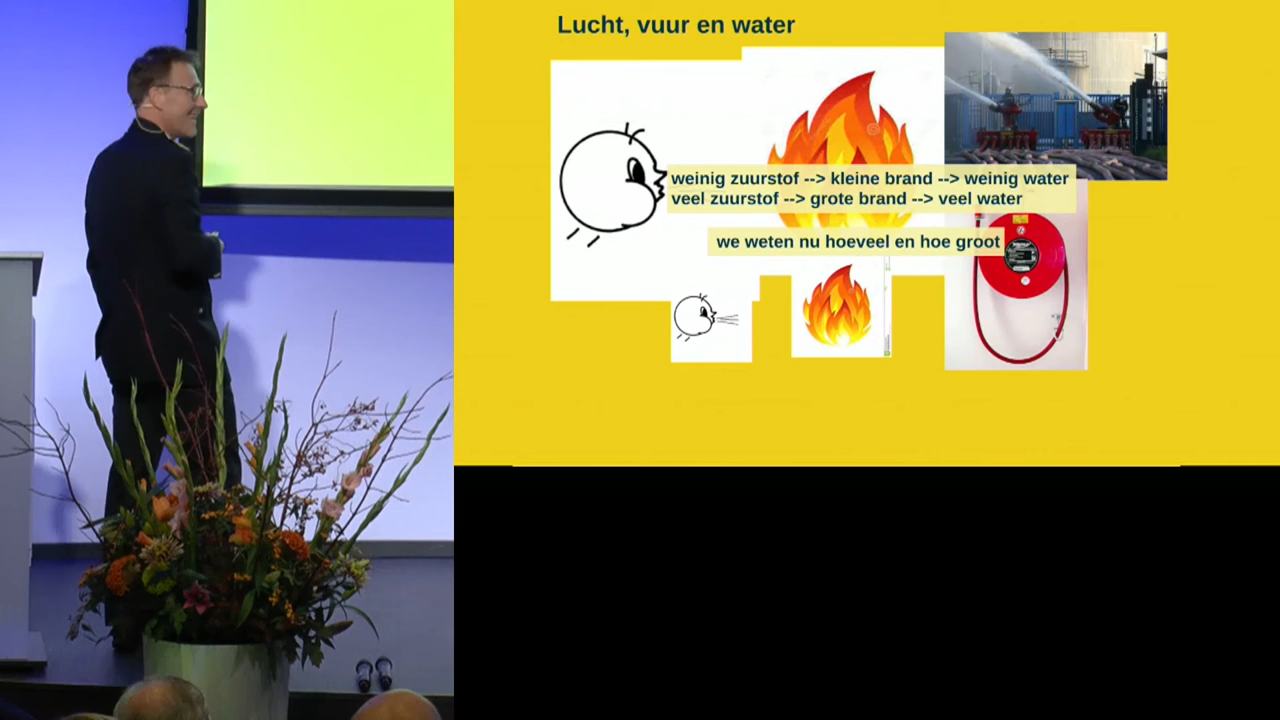 Lucht, vuur en water
weinig zuurstof --> kleine brand --> weinig water
veel zuurstof --> grote brand --> veel water
we weten nu hoeveel en hoe groot